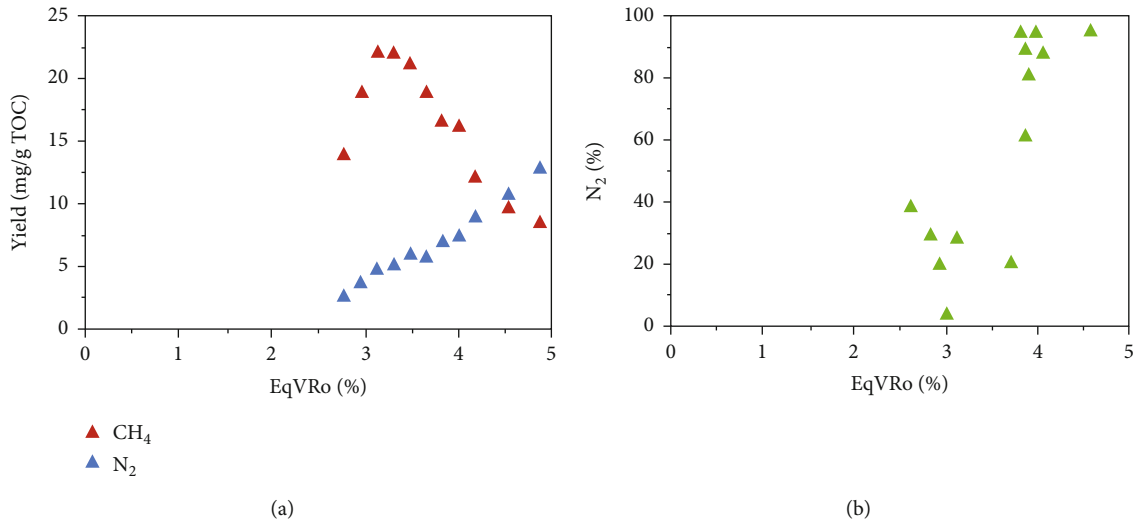 25
20
15
10
5
0
Yield (mg/g TOC)
0 1 2 3 4 5
EqVRo (%)
CH₄
N₂
(a)
100
80
60
40
20
0
N₂ (%)
0 1 2 3 4 5
EqVRo (%)
(b)